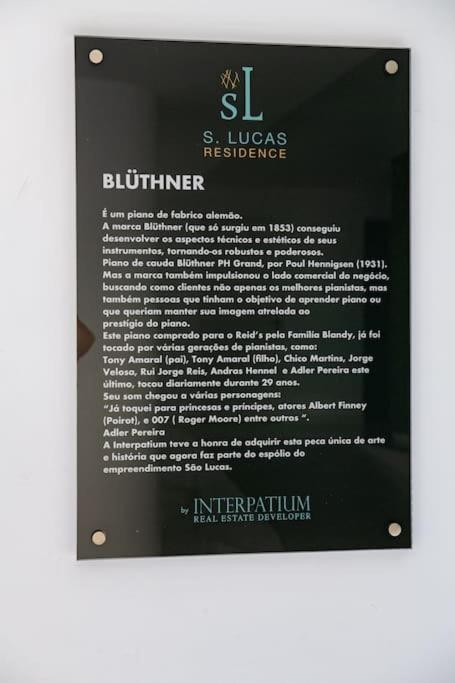 sL
S. LUCAS
RESIDENCE
BLÜTHNER
É um piano de fabrico alemão.
A marca Blüthner (que só surgiu em 1853) conseguiu
desenvolver os aspectos técnicos e estéticos de seus
instrumentos, tornando-os robustos e poderosos.
Piano de cauda Blüthner PH Grand, por Poul Hennigsen (1931).
Mas a marca também impulsionou o lado comercial do negócio,
buscando como clientes não apenas os melhores pianistas, mas
também pessoas que tinham o objetivo de aprender piano ou
que queriam manter sua imagem atrelada ao
prestígio do piano.
Este piano comprado para o Reid's pela Família Blandy, já foi
tocado por várias gerações de pianistas, como:
Tony Amaral (pai), Tony Amaral (filho), Chico Martins, Jorge
Velosa, Rui Jorge Reis, Andras Hennel e Adler Pereira este
último, tocou diariamente durante 29 anos.
Seu som chegou a várias personagens:
“Já toquei para princesas e príncipes, atores Albert Finney
(Poirot), e 007 ( Roger Moore) entre outros “.
Adler Pereira
A Interpatium teve a honra de adquirir esta peca única de arte
e história que agora faz parte do espólio do
empreendimento São Lucas.
by INTERPATIUM
REAL ESTATE DEVELOPER